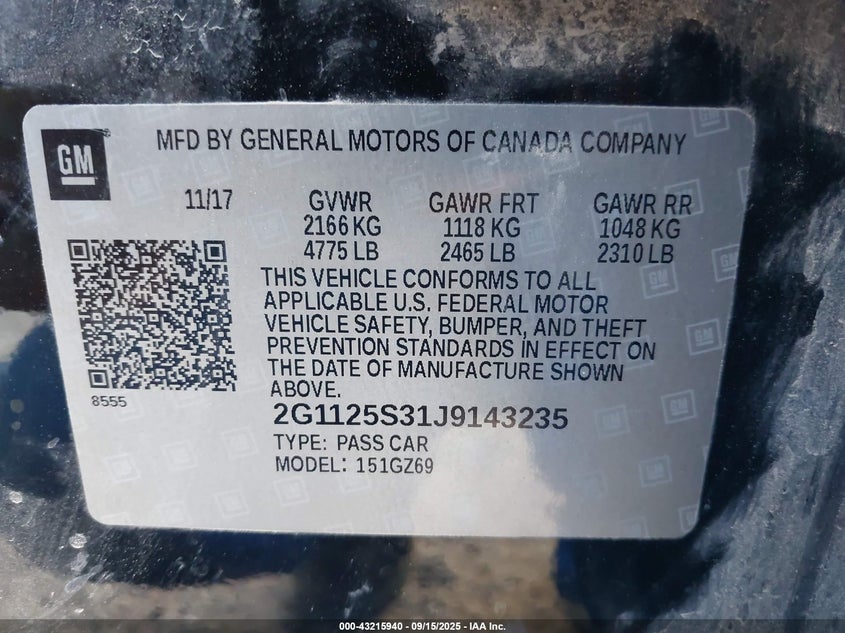 GM
MFD BY GENERAL MOTORS OF CANADA COMPANY
11/17 GVWR GAWR FRT GAWR RR
2166 KG 1118 KG 1048 KG
4775 LB 2465 LB 2310 LB
THIS VEHICLE CONFORMS TO ALL
APPLICABLE U.S. FEDERAL MOTOR
VEHICLE SAFETY, BUMPER, AND THEFT
PREVENTION STANDARDS IN EFFECT ON
THE DATE OF MANUFACTURE SHOWN
ABOVE.
8555
2G1125S31J9143235
TYPE: PASS CAR
MODEL: 151GZ69
000-43215940 - 09/15/2025 - IAA Inc.